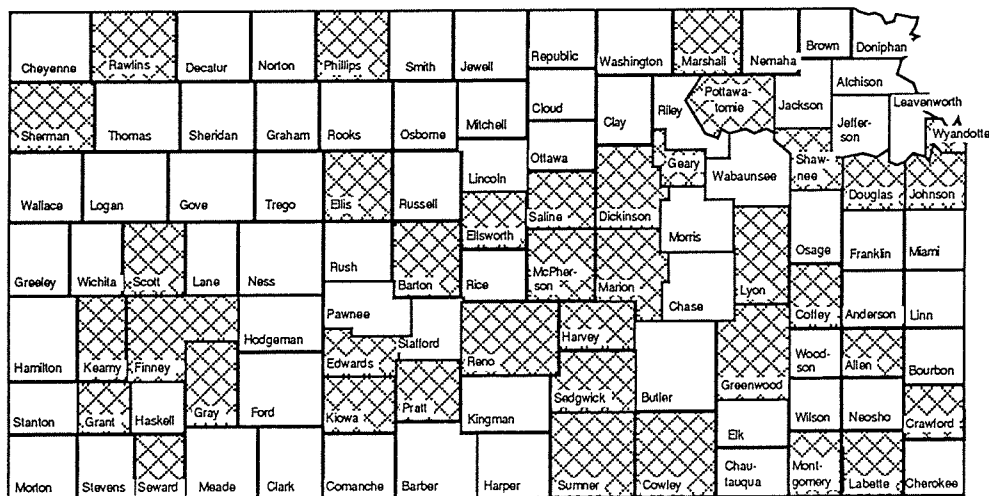 Cheyenne
Rawlins
Decatur
Norton
Phillips
Smith
Jewell
Republic
Washington
Marshall
Nemaha
Brown
Doniphan
Sherman
Thomas
Sheridan
Graham
Rooks
Osborne
Mitchell
Cloud
Clay
Riley
Pottawa-
tomie
Jackson
Atchison
Jeffer-
son
Leavenworth
Wyandotte
Wallace
Logan
Gove
Trego
Ellis
Russell
Lincoln
Ottawa
Saline
Dickinson
Geary
Wabaunsee
Shaw-
nee
Douglas
Johnson
Greeley
Wichita
Scott
Lane
Ness
Rush
Barton
Ellsworth
Rice
McPher-
son
Marion
Morris
Chase
Lyon
Osage
Franklin
Miami
Hamilton
Kearny
Finney
Hodgeman
Pawnee
Edwards
Stafford
Reno
Harvey
Sedgwick
Butler
Greenwood
Coffey
Anderson
Linn
Wood-
son
Allen
Bourbon
Stanton
Grant
Haskell
Gray
Ford
Kiowa
Pratt
Kingman
Elk
Wilson
Neosho
Crawford
Morton
Stevens
Seward
Meade
Clark
Comanche
Barber
Harper
Sumner
Cowley
Chau-
tauqua
Mont-
gomery
Labette
Cherokee